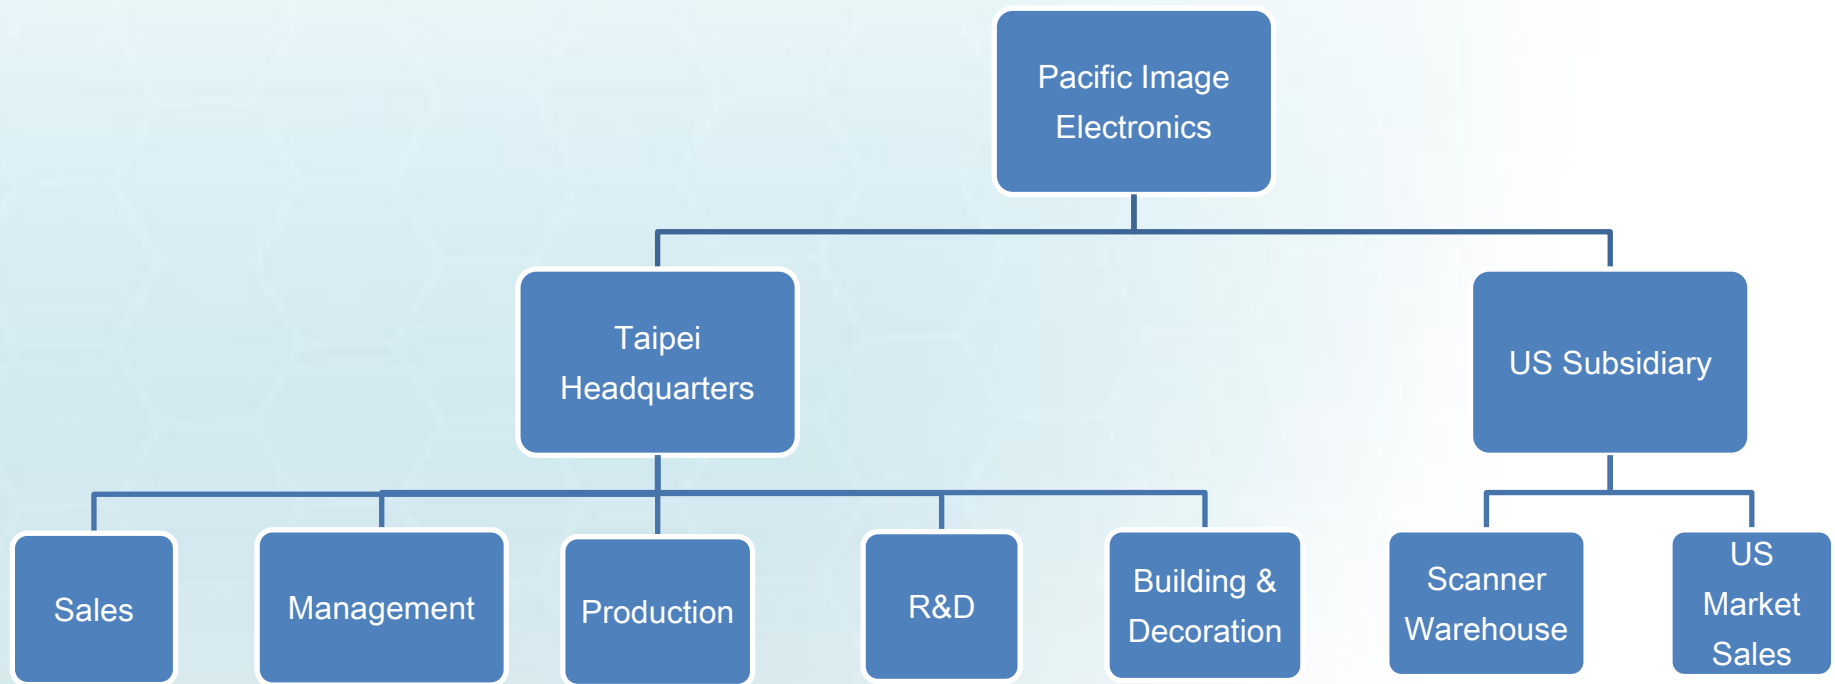 Pacific Image
Electronics
Taipei
Headquarters
US Subsidiary
Sales
Management
Production
R&D
Building &
Decoration
Scanner
Warehouse
US
Market
Sales